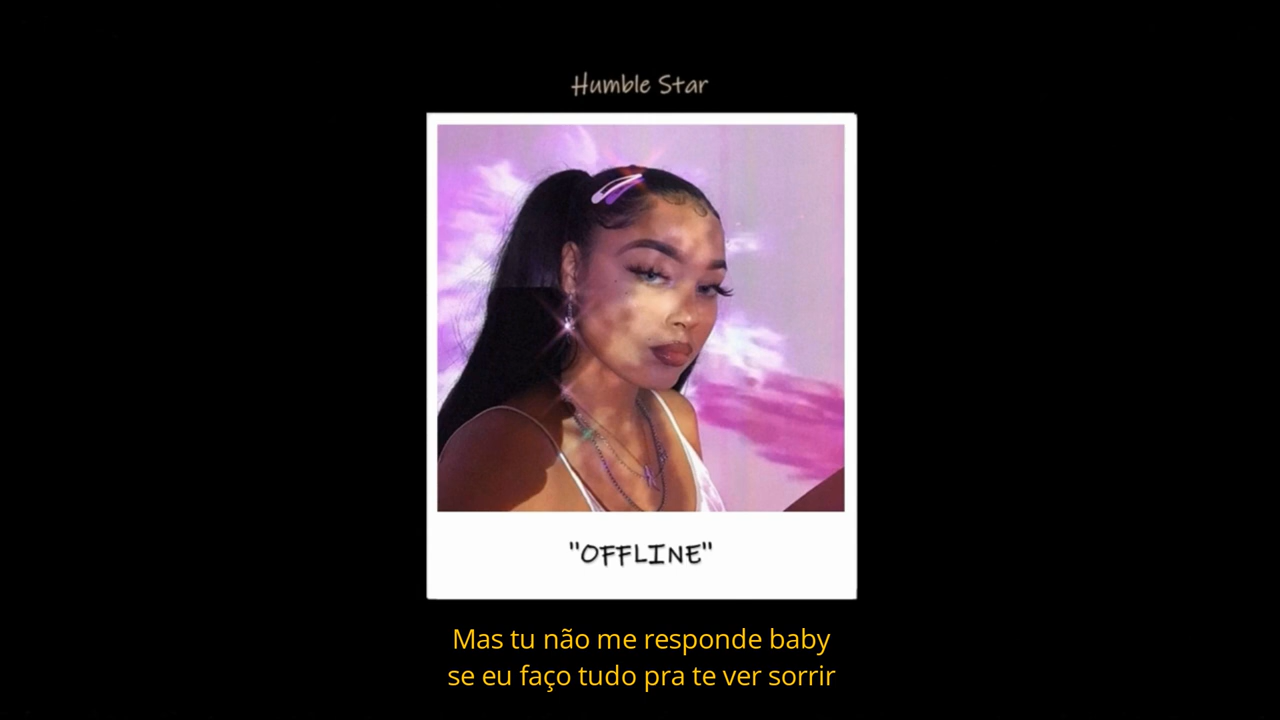 Humble Star
"OFFLINE"
Mas tu não me responde baby
se eu faço tudo pra te ver sorrir